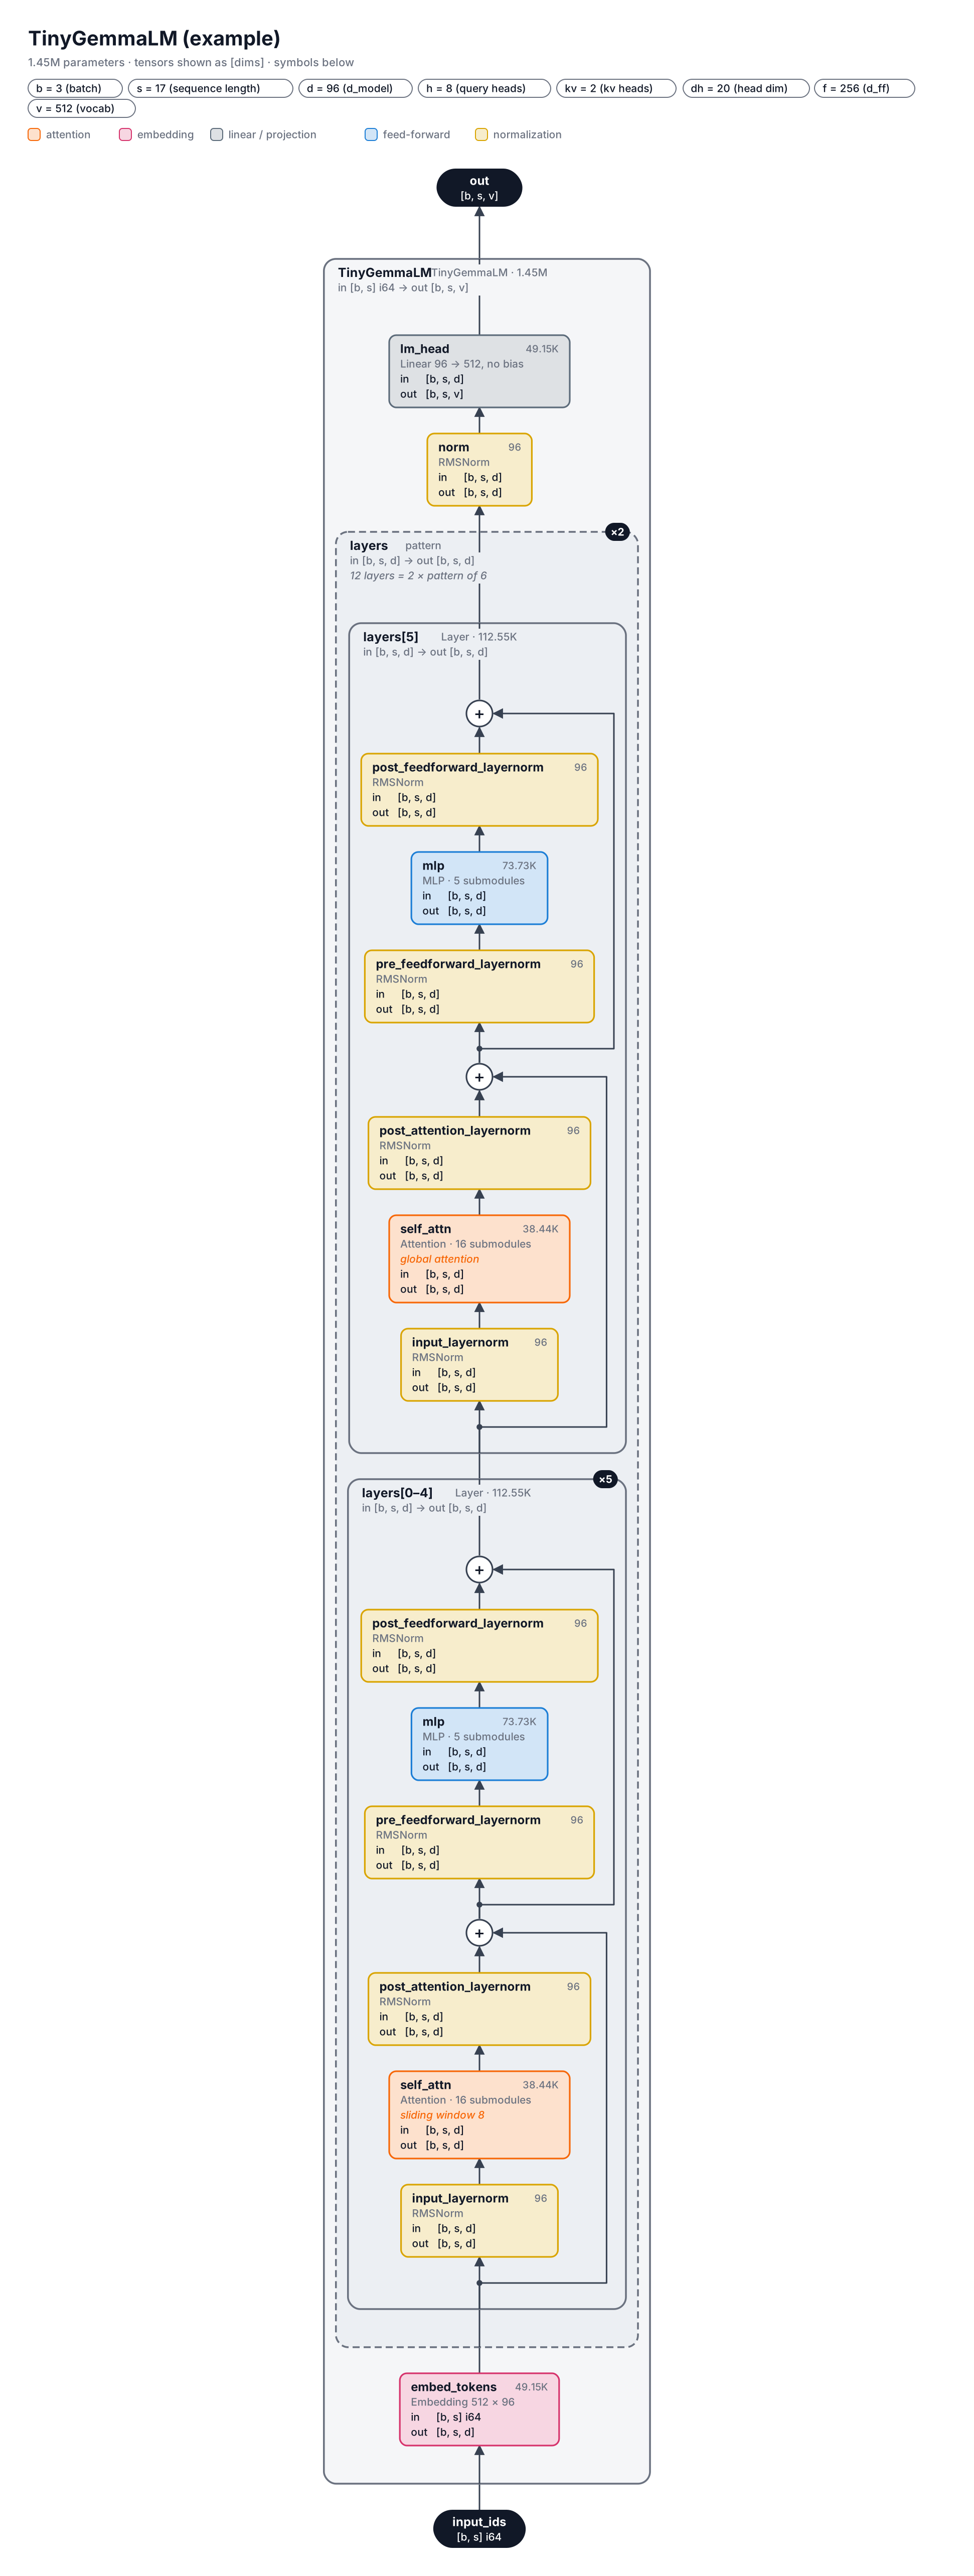 TinyGemmaLM (example)
1.45M parameters · tensors shown as [dims] · symbols below
b = 3 (batch) s = 17 (sequence length) d = 96 (d_model) h = 8 (query heads) kv = 2 (kv heads) dh = 20 (head dim) f = 256 (d_ff)
v = 512 (vocab)
attention embedding linear / projection feed-forward normalization
out
[b, s, v]
TinyGemmaLM TinyGemmaLM · 1.45M
in [b, s] i64 → out [b, s, v]
lm_head 49.15K
Linear 96 → 512, no bias
in [b, s, d]
out [b, s, v]
norm 96
RMSNorm
in [b, s, d]
out [b, s, d]
×2
layers pattern
in [b, s, d] → out [b, s, d]
12 layers = 2 × pattern of 6
layers[5] Layer · 112.55K
in [b, s, d] → out [b, s, d]
+
post_feedforward_layernorm 96
RMSNorm
in [b, s, d]
out [b, s, d]
mlp 73.73K
MLP · 5 submodules
in [b, s, d]
out [b, s, d]
pre_feedforward_layernorm 96
RMSNorm
in [b, s, d]
out [b, s, d]
+
post_attention_layernorm 96
RMSNorm
in [b, s, d]
out [b, s, d]
self_attn 38.44K
Attention · 16 submodules
global attention
in [b, s, d]
out [b, s, d]
input_layernorm 96
RMSNorm
in [b, s, d]
out [b, s, d]
×5
layers[0–4] Layer · 112.55K
in [b, s, d] → out [b, s, d]
+
post_feedforward_layernorm 96
RMSNorm
in [b, s, d]
out [b, s, d]
mlp 73.73K
MLP · 5 submodules
in [b, s, d]
out [b, s, d]
pre_feedforward_layernorm 96
RMSNorm
in [b, s, d]
out [b, s, d]
+
post_attention_layernorm 96
RMSNorm
in [b, s, d]
out [b, s, d]
self_attn 38.44K
Attention · 16 submodules
sliding window 8
in [b, s, d]
out [b, s, d]
input_layernorm 96
RMSNorm
in [b, s, d]
out [b, s, d]
embed_tokens 49.15K
Embedding 512 × 96
in [b, s] i64
out [b, s, d]
input_ids
[b, s] i64